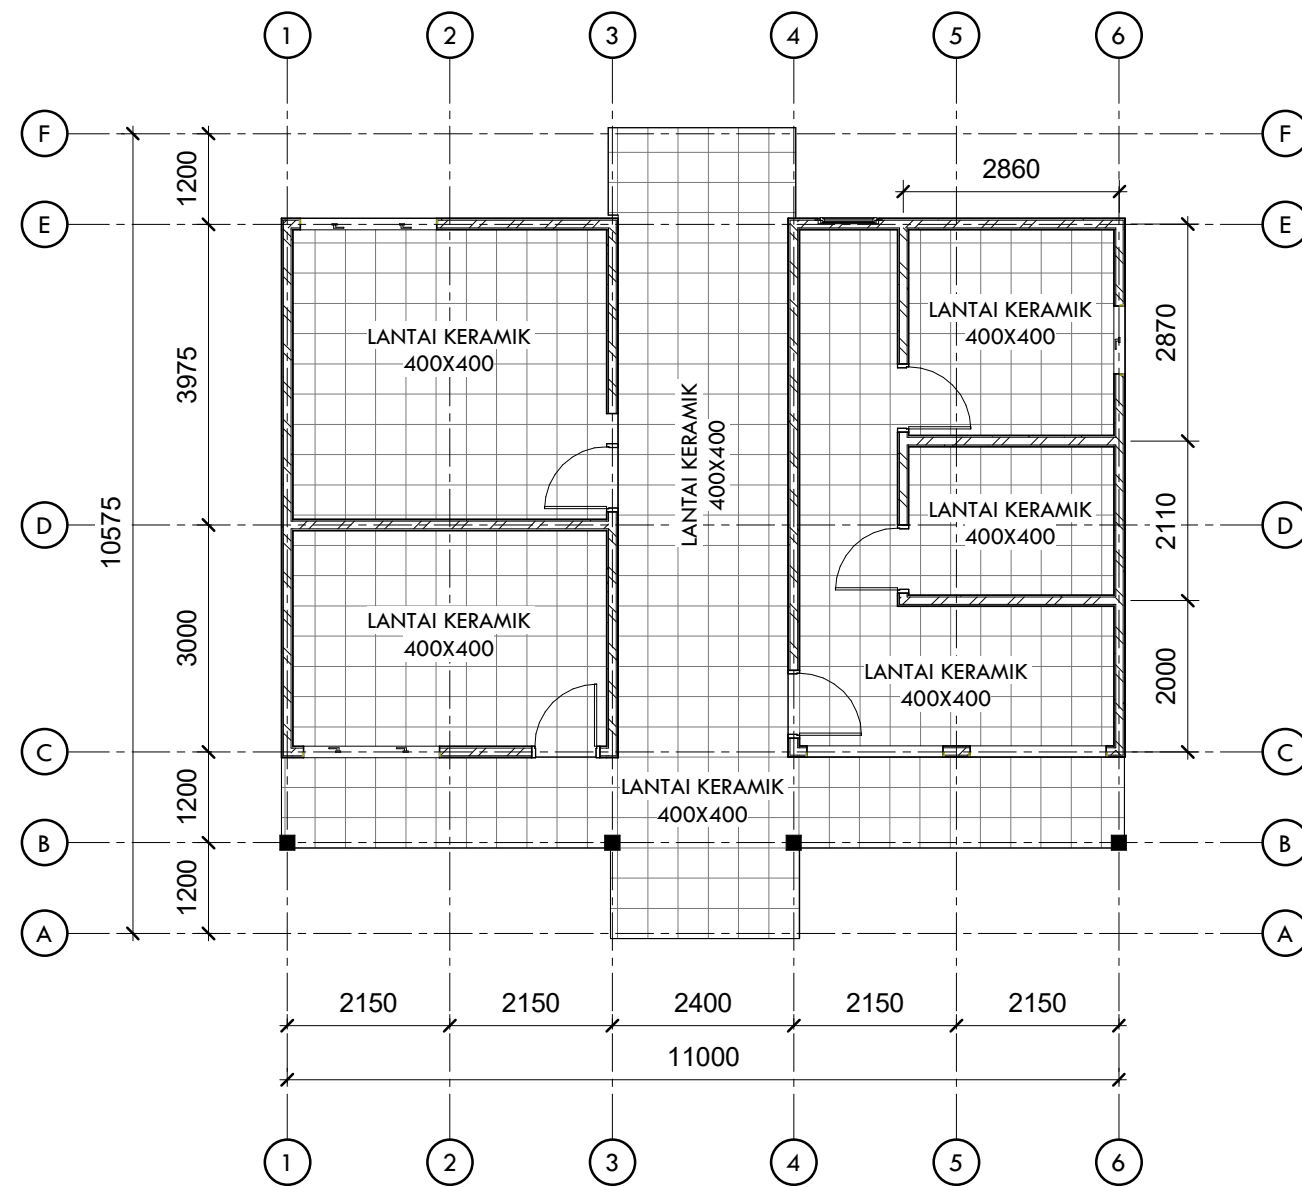 1 2 3 4 5 6
F F
1200
2860
E E
LANTAI KERAMIK
400X400
LANTAI KERAMIK
400X400
2870
3975
LANTAI KERAMIK
400X400
10575
D D
LANTAI KERAMIK
400X400
2110
LANTAI KERAMIK
400X400
3000
LANTAI KERAMIK
400X400
2000
C C
LANTAI KERAMIK
400X400
1200
B B
1200
A A
2150 2150 2400 2150 2150
11000
1 2 3 4 5 6